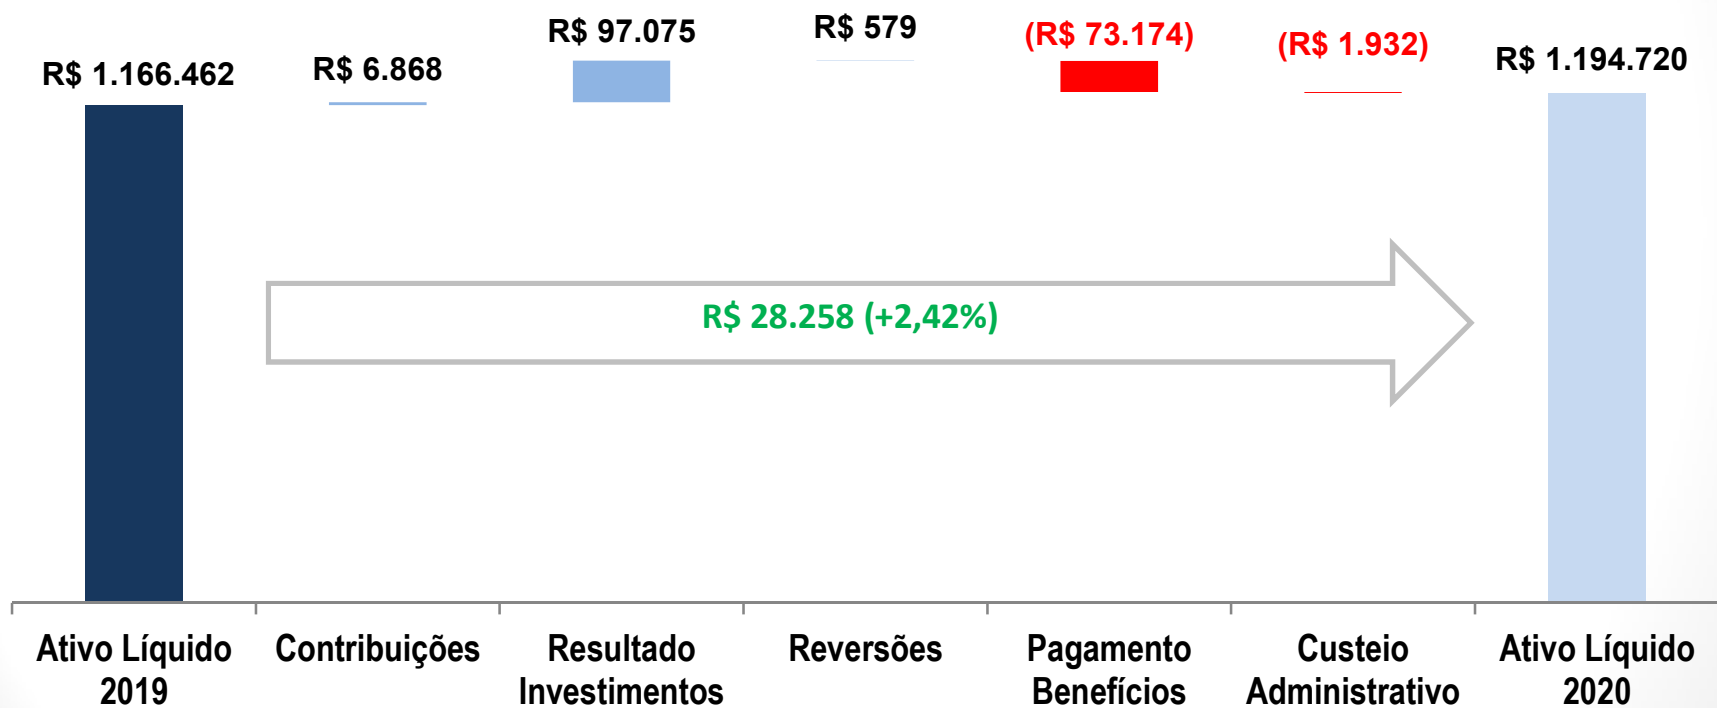 R$ 1.166.462
R$ 6.868
R$ 97.075
R$ 579
(R$ 73.174)
(R$ 1.932)
R$ 1.194.720
R$ 28.258 (+2,42%)
Ativo Líquido
2019
Contribuições
Resultado
Investimentos
Reversões
Pagamento
Benefícios
Custeio
Administrativo
Ativo Líquido
2020